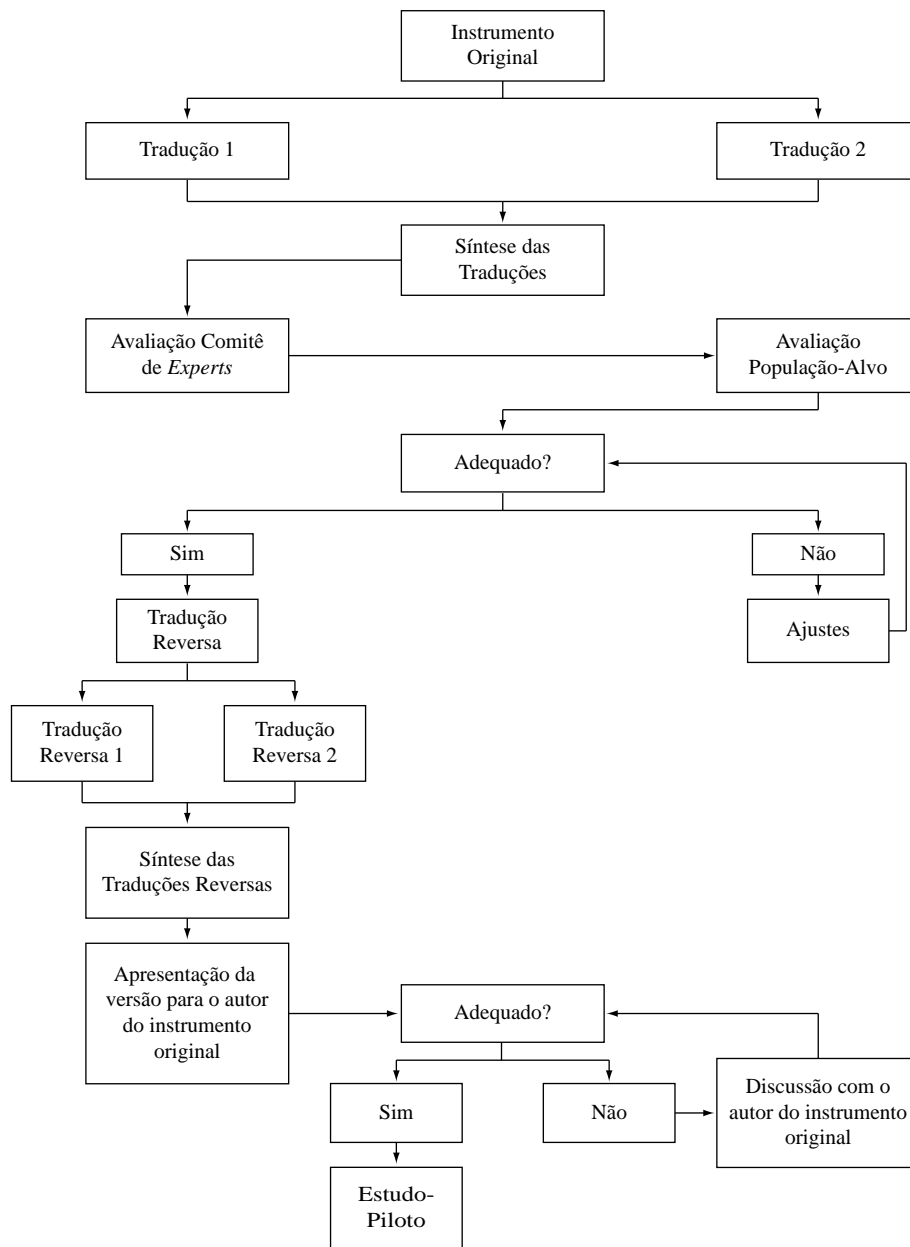 Instrumento
Original
Tradução 1
Tradução 2
Síntese das
Traduções
Avaliação Comitê
de Experts
Avaliação
População-Alvo
Adequado?
Sim
Não
Tradução
Reversa
Ajustes
Tradução
Reversa 1
Tradução
Reversa 2
Síntese das
Traduções Reversas
Apresentação da
versão para o autor
do instrumento
original
Adequado?
Sim
Não
Discussão com o
autor do instrumento
original
Estudo-
Piloto